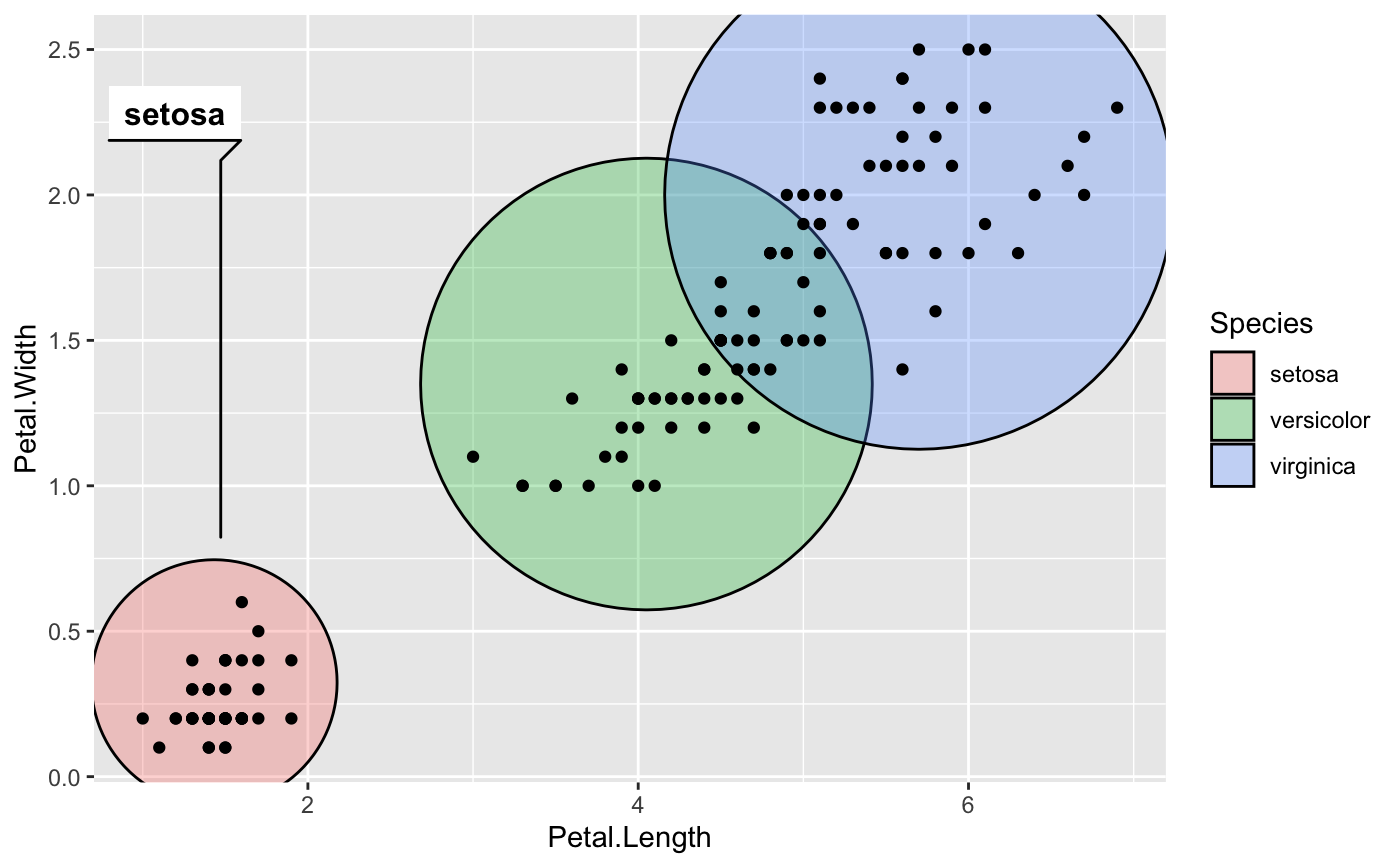 2.5
setosa
2.0
1.5
1.0
0.5
0.0
Petal.Width
2 4 6
Petal.Length
Species
setosa
versicolor
virginica